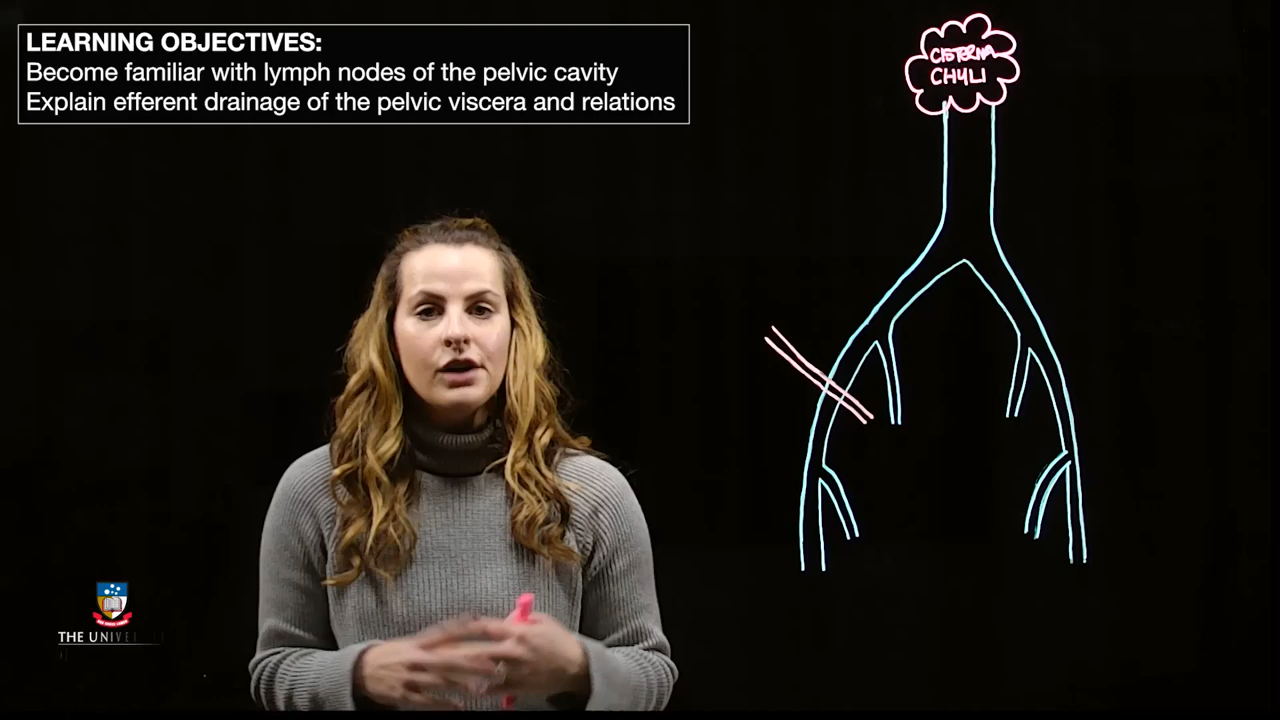 LEARNING OBJECTIVES:
Become familiar with lymph nodes of the pelvic cavity
Explain efferent drainage of the pelvic viscera and relations
CISTERNA
CHYLI
THE UNIVE